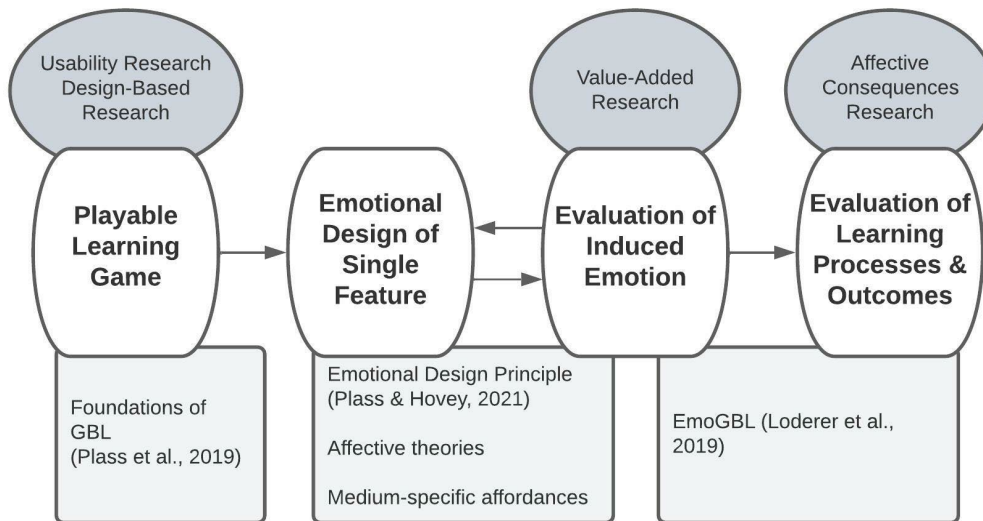 Usability Research
Design-Based
Research
Value-Added
Research
Affective
Consequences
Research
Playable
Learning
Game
Emotional
Design of
Single
Feature
Evaluation of
Induced
Emotion
Evaluation of
Learning
Processes &
Outcomes
Foundations of
GBL
(Plass et al., 2019)
Emotional Design Principle
(Plass & Hovey, 2021)
Affective theories
Medium-specific affordances
EmoGBL (Loderer et al.,
2019)